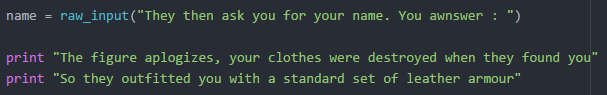 name = raw_input("They then ask you for your name. You awnswer : ")
print "The figure aplogizes, your clothes were destroyed when they found you"
print "So they outfitted you with a standard set of leather armour"